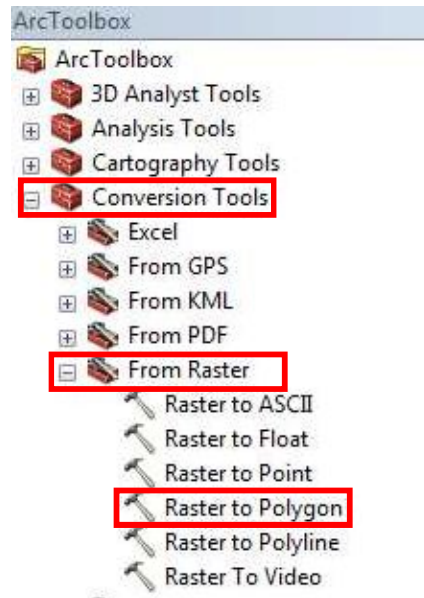 ArcToolbox
ArcToolbox
3D Analyst Tools
Analysis Tools
Cartography Tools
Conversion Tools
Excel
From GPS
From KML
From PDF
From Raster
Raster to ASCII
Raster to Float
Raster to Point
Raster to Polygon
Raster to Polyline
Raster To Video